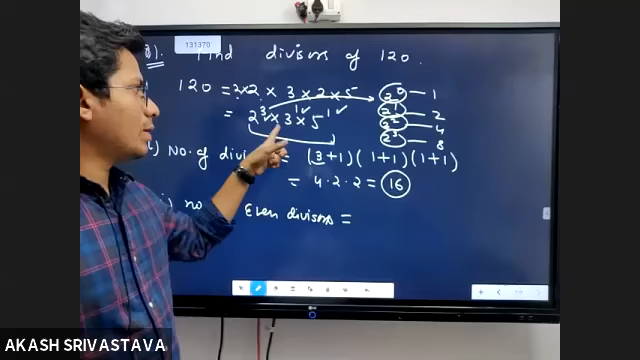 131370
Find divisors of 120.
120 = 2×2 × 3 × 2 × 5
= 2³ × 3¹ × 5¹
2⁰ — 1
2¹ — 2
2² — 4
2³ — 8
No. of = (3+1) (1+1) (1+1)
= 4·2·2 = 16
no Even divisors =
LG
AKASH SRIVASTAVA